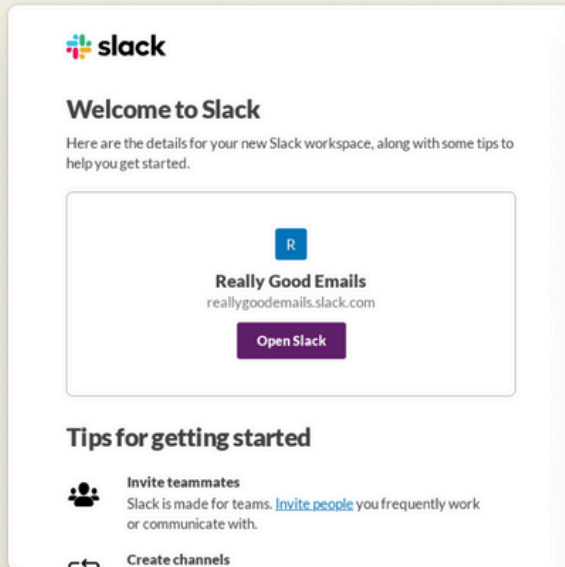 slack
Welcome to Slack
Here are the details for your new Slack workspace, along with some tips to
help you get started.
R
Really Good Emails
reallygoodemails.slack.com
Open Slack
Tips for getting started
Invite teammates
Slack is made for teams. Invite people you frequently work
or communicate with.
Create channels